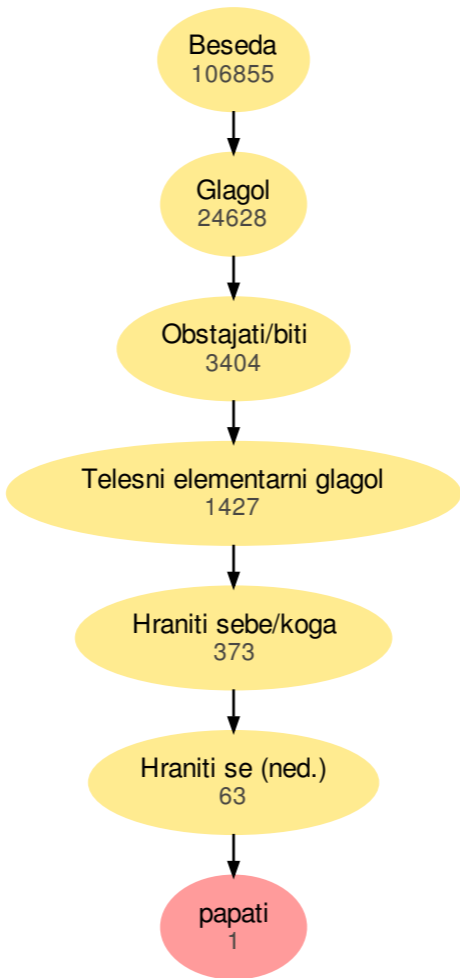 Beseda
106855
Glagol
24628
Obstajati/biti
3404
Telesni elementarni glagol
1427
Hraniti sebe/koga
373
Hraniti se (ned.)
63
papati
1